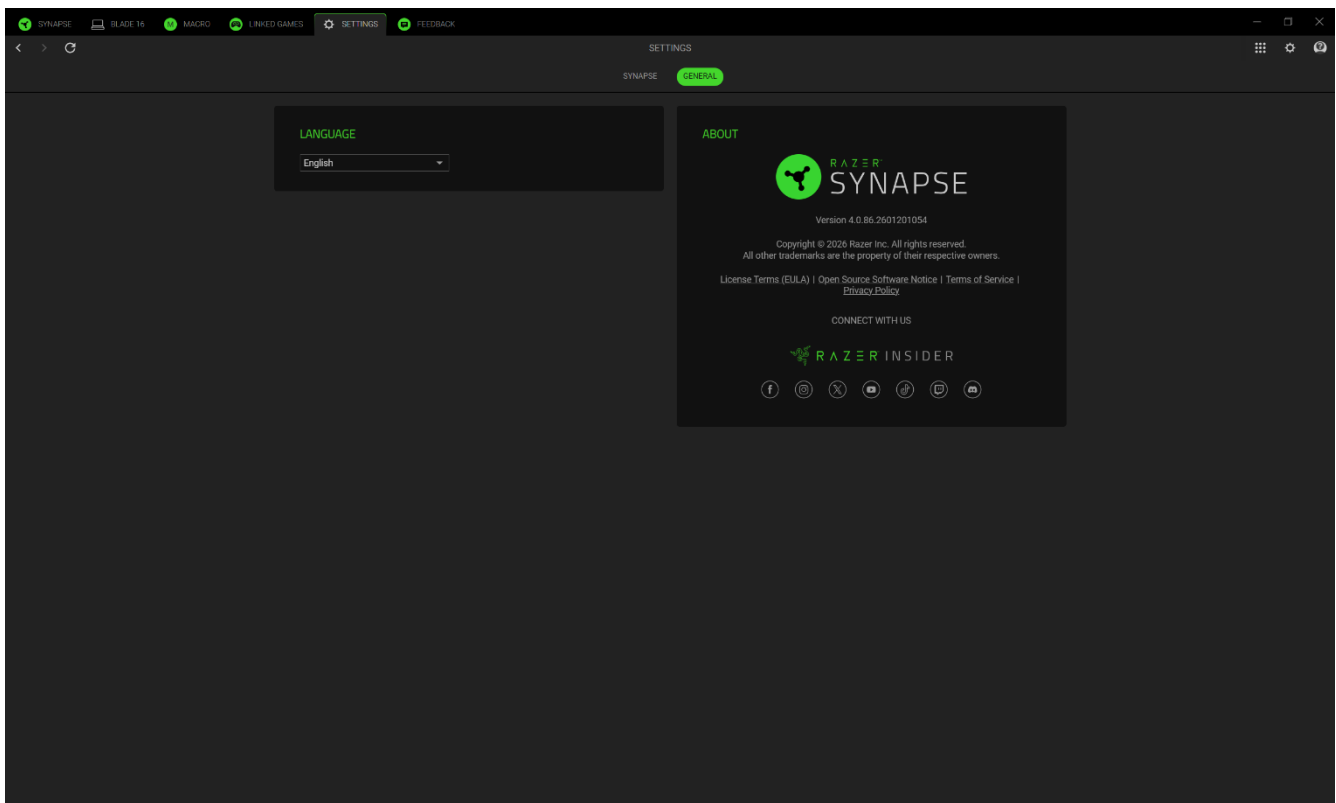 SYNAPSE BLADE 16 MACRO LINKED GAMES SETTINGS FEEDBACK
SETTINGS
SYNAPSE GENERAL
LANGUAGE
English
ABOUT
RAZER
SYNAPSE
Version 4.0.86.2601201054
Copyright © 2026 Razer Inc. All rights reserved.
All other trademarks are the property of their respective owners.
License Terms (EULA) | Open Source Software Notice | Terms of Service |
Privacy Policy
CONNECT WITH US
RAZER INSIDER